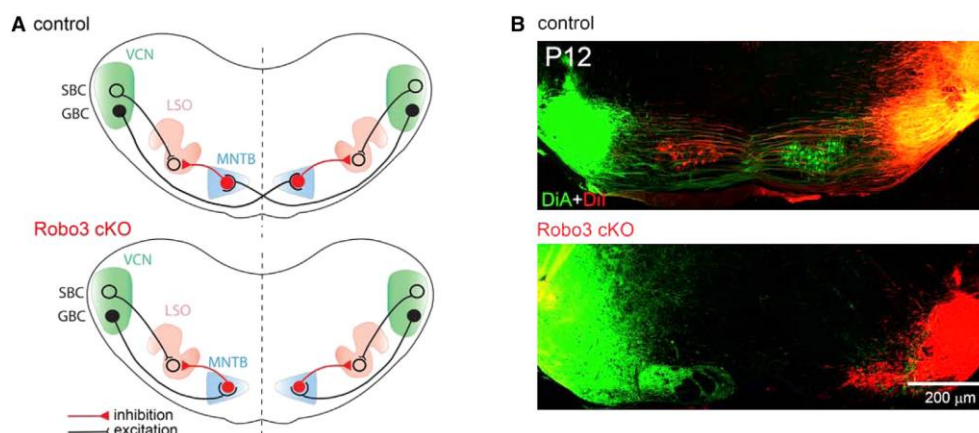 A control
VCN
SBC
GBC
LSO
MNTB
Robo3 cKO
VCN
SBC
GBC
LSO
MNTB
inhibition
excitation
B control
P12
DiA+DiI
Robo3 cKO
200 μm